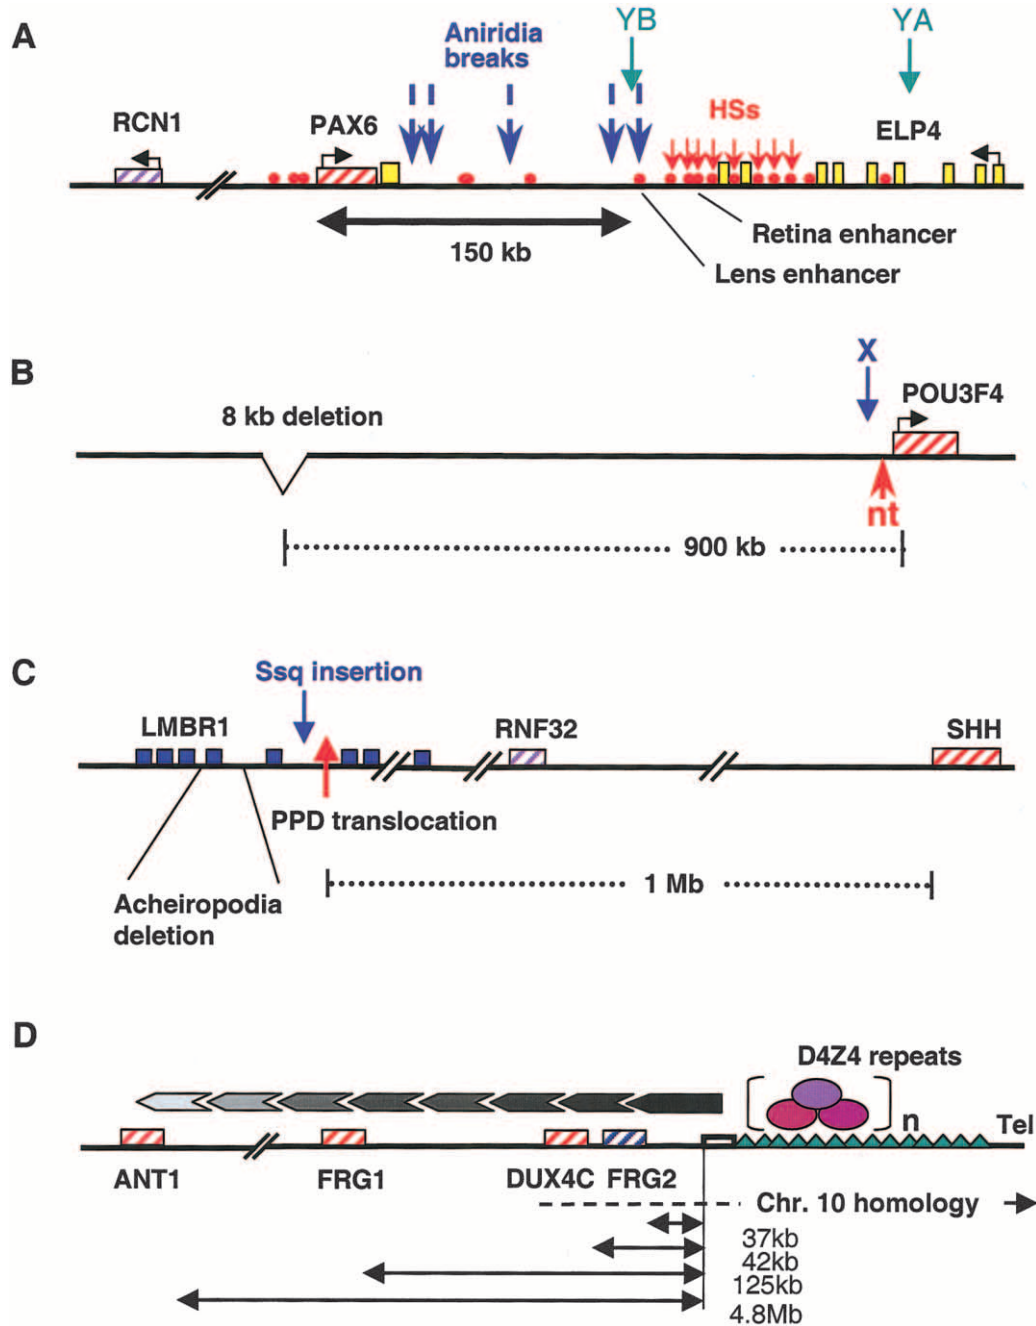 A
Aniridia
breaks
YB
YA
RCN1
PAX6
HSs
ELP4
150 kb
Retina enhancer
Lens enhancer
B
X
8 kb deletion
POU3F4
nt
900 kb
C
Ssq insertion
LMBR1
RNF32
SHH
PPD translocation
1 Mb
Acheiropodia
deletion
D
D4Z4 repeats
n
Tel
ANT1
FRG1
DUX4C
FRG2
Chr. 10 homology
37kb
42kb
125kb
4.8Mb